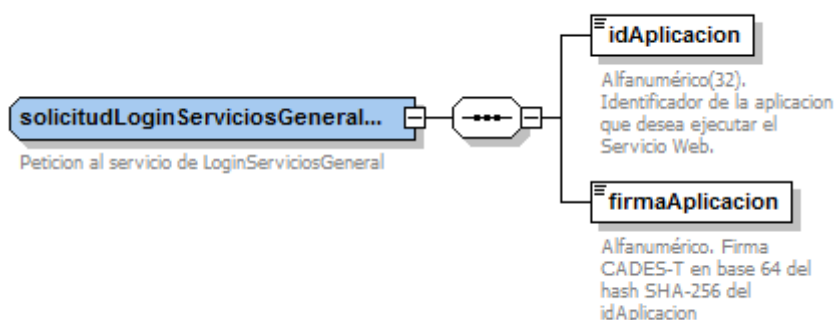 solicitudLoginServiciosGeneral...
Peticion al servicio de LoginServiciosGeneral
idAplicacion
Alfanumérico(32).
Identificador de la aplicacion
que desea ejecutar el
Servicio Web.
firmaAplicacion
Alfanumérico. Firma
CADES-T en base 64 del
hash SHA-256 del
idAplicacion